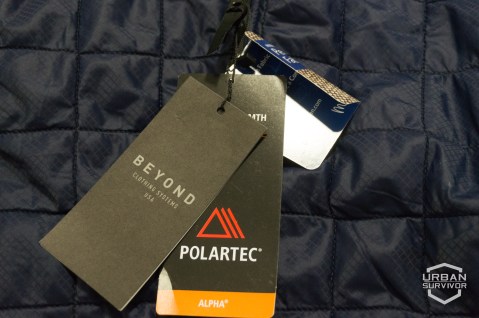 BEYOND
CLOTHING SYSTEMS
USA
POLARTEC®
ALPHA®
URBAN
SURVIVOR